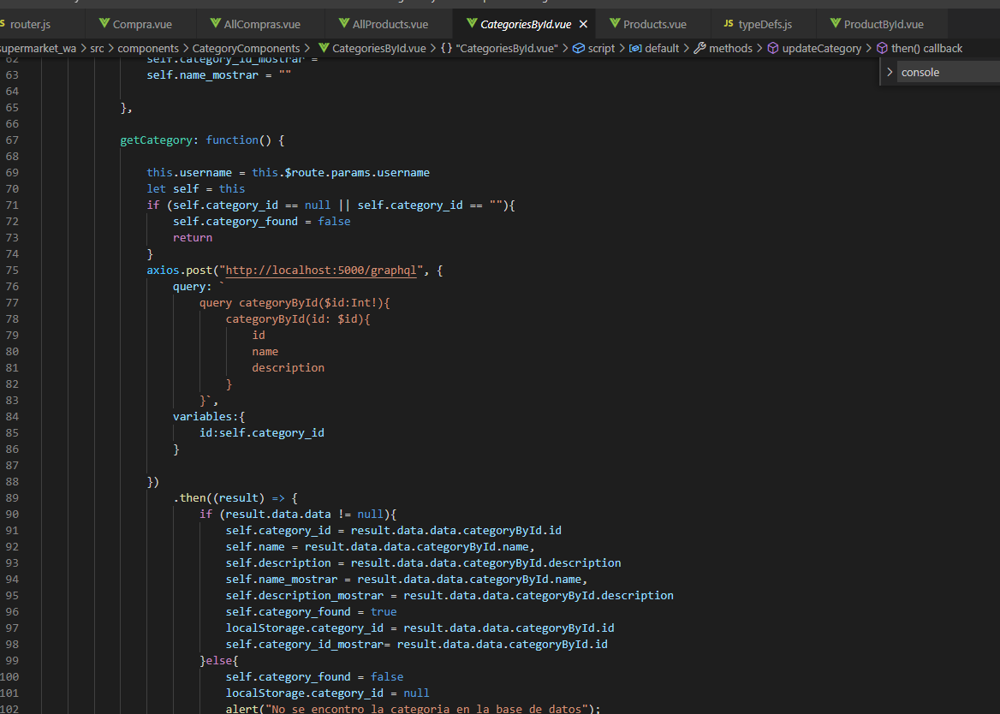 router.js Compra.vue AllCompras.vue AllProducts.vue CategoriesById.vue Products.vue JS typeDefs.js ProductById.vue
supermarket_wa > src > components > CategoryComponents > CategoriesById.vue > {} "CategoriesById.vue" > script > default > methods > updateCategory > then() callback
console
62 self.category_id_mostrar =
63 self.name_mostrar = ""
64
65 },
66
67 getCategory: function() {
68
69 this.username = this.$route.params.username
70 let self = this
71 if (self.category_id == null || self.category_id == ""){
72 self.category_found = false
73 return
74 }
75 axios.post("http://localhost:5000/graphql", {
76 query: `
77 query categoryById($id:Int!){
78 categoryById(id: $id){
79 id
80 name
81 description
82 }
83 }`,
84 variables:{
85 id:self.category_id
86 }
87
88 })
89 .then((result) => {
90 if (result.data.data != null){
91 self.category_id = result.data.data.categoryById.id
92 self.name = result.data.data.categoryById.name,
93 self.description = result.data.data.categoryById.description
94 self.name_mostrar = result.data.data.categoryById.name,
95 self.description_mostrar = result.data.data.categoryById.description
96 self.category_found = true
97 localStorage.category_id = result.data.data.categoryById.id
98 self.category_id_mostrar= result.data.data.categoryById.id
99 }else{
100 self.category_found = false
101 localStorage.category_id = null
102 alert("No se encontro la categoria en la base de datos");